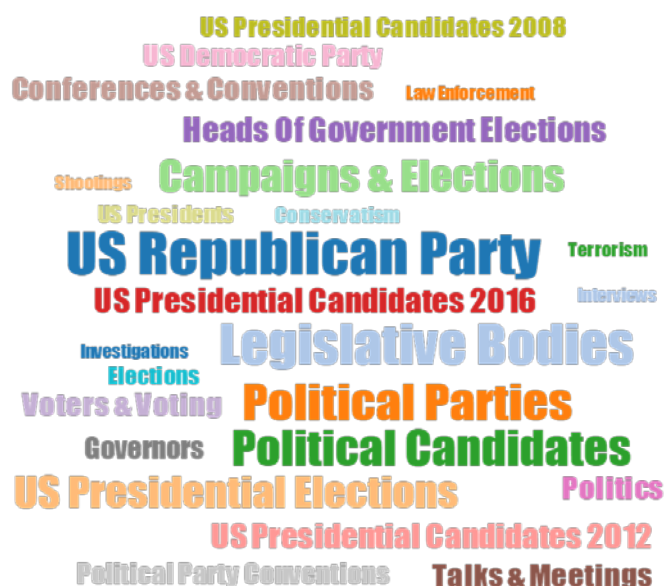 US Presidential Candidates 2008
US Democratic Party
Conferences & Conventions
Law Enforcement
Heads Of Government Elections
Campaigns & Elections
Shootings
US Presidents
Conservatism
US Republican Party
Terrorism
US Presidential Candidates 2016
Interviews
Legislative Bodies
Investigations
Elections
Voters & Voting
Political Parties
Governors
Political Candidates
US Presidential Elections
Politics
US Presidential Candidates 2012
Political Party Conventions
Talks & Meetings